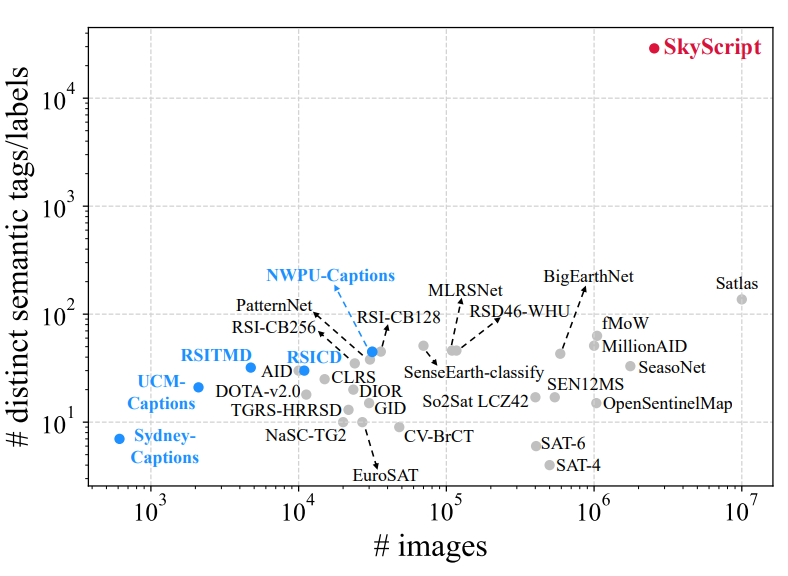 SkyScript
# distinct semantic tags/labels
10^4
10^3
10^2
10^1
NWPU-Captions
BigEarthNet
MLRSNet
Satlas
PatternNet
RSI-CB128
RSD46-WHU
RSI-CB256
fMoW
MillionAID
RSITMD
RSICD
SenseEarth-classify
SeasoNet
AID
CLRS
UCM-
Captions
DOTA-v2.0
DIOR
So2Sat LCZ42
SEN12MS
OpenSentinelMap
TGRS-HRRSD
GID
Sydney-
Captions
NaSC-TG2
CV-BrCT
SAT-6
SAT-4
EuroSAT
10^3
10^4
10^5
10^6
10^7
# images